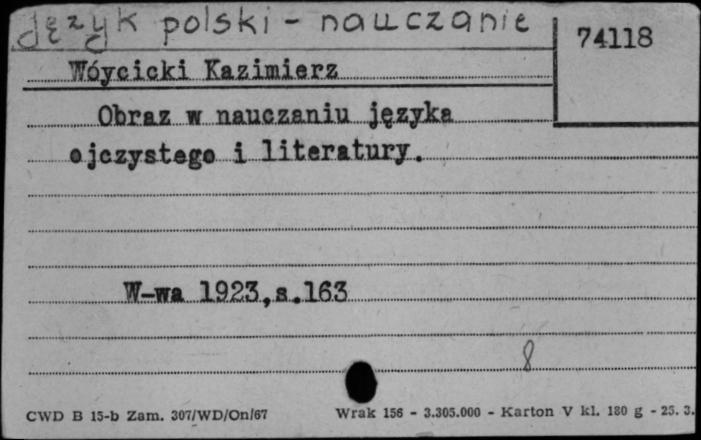 Język polski - nauczanie
74118
Wóycicki Kazimierz
Obraz w nauczaniu języka
ojczystego i literatury.
W-wa 1923,s.163
8
CWD B 15-b Zam. 307/WD/On/67 Wrak 156 - 3.305.000 - Karton V kl. 180 g - 25. 3.